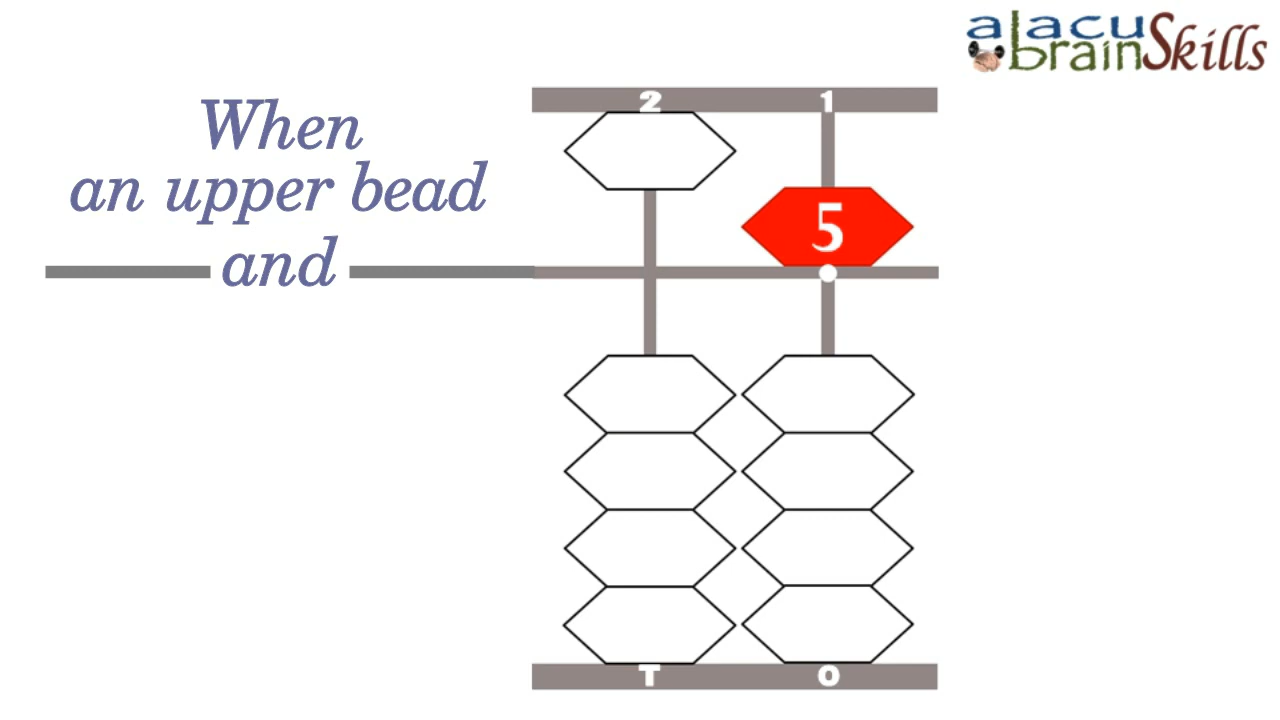 alacu
brainSkills
2 1
When
an upper bead
5
and
T O